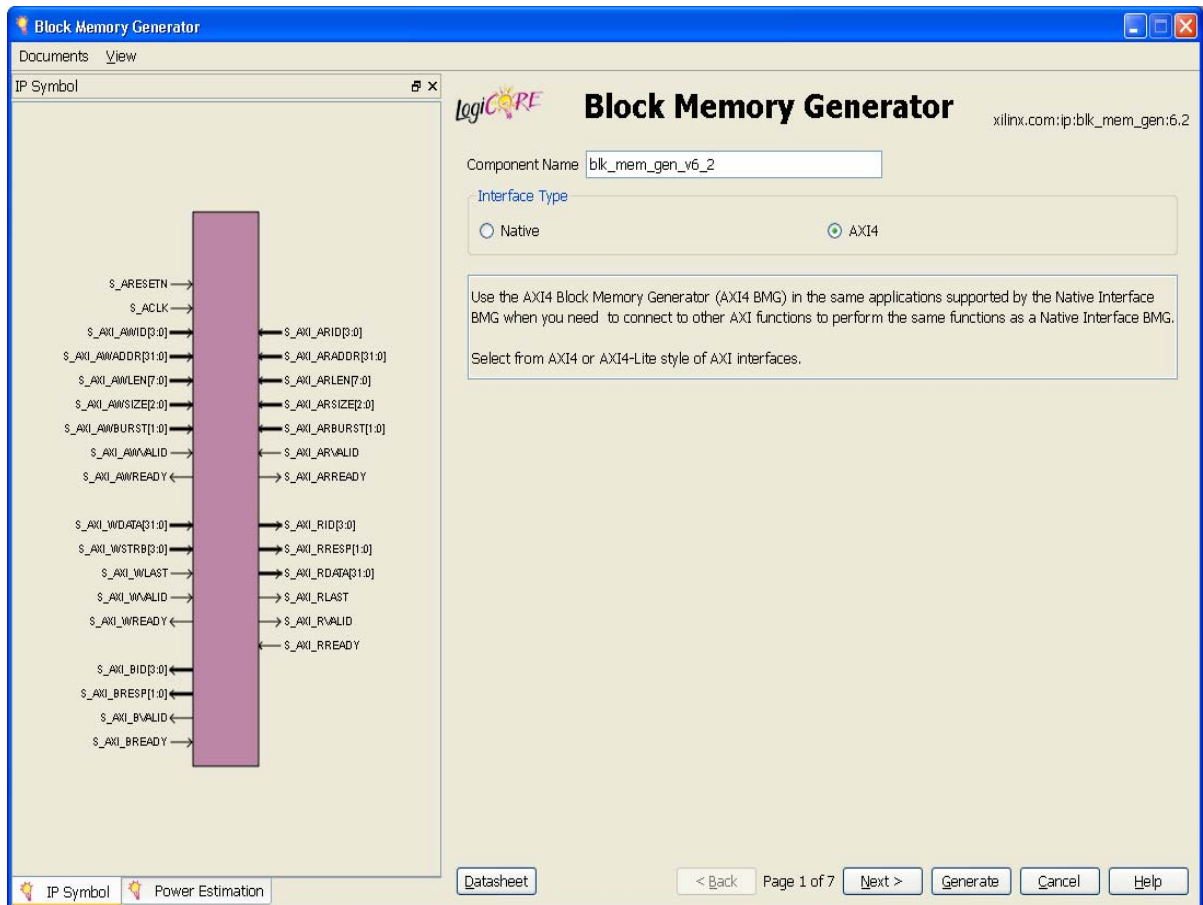 Block Memory Generator
Documents View
IP Symbol
S_ARESETN
S_ACLK
S_AXI_AWID[3:0]
S_AXI_AWADDR[31:0]
S_AXI_AWLEN[7:0]
S_AXI_AWSIZE[2:0]
S_AXI_AWBURST[1:0]
S_AXI_AWVALID
S_AXI_AWREADY
S_AXI_WDATA[31:0]
S_AXI_WSTRB[3:0]
S_AXI_WLAST
S_AXI_WVALID
S_AXI_WREADY
S_AXI_BID[3:0]
S_AXI_BRESP[1:0]
S_AXI_BVALID
S_AXI_BREADY
S_AXI_ARID[3:0]
S_AXI_ARADDR[31:0]
S_AXI_ARLEN[7:0]
S_AXI_ARSIZE[2:0]
S_AXI_ARBURST[1:0]
S_AXI_ARVALID
S_AXI_ARREADY
S_AXI_RID[3:0]
S_AXI_RRESP[1:0]
S_AXI_RDATA[31:0]
S_AXI_RLAST
S_AXI_RVALID
S_AXI_RREADY
IP Symbol Power Estimation
LogiCORE Block Memory Generator xilinx.com:ip:blk_mem_gen:6.2
Component Name blk_mem_gen_v6_2
Interface Type
Native AXI4
Use the AXI4 Block Memory Generator (AXI4 BMG) in the same applications supported by the Native Interface
BMG when you need to connect to other AXI functions to perform the same functions as a Native Interface BMG.
Select from AXI4 or AXI4-Lite style of AXI interfaces.
Datasheet < Back Page 1 of 7 Next > Generate Cancel Help